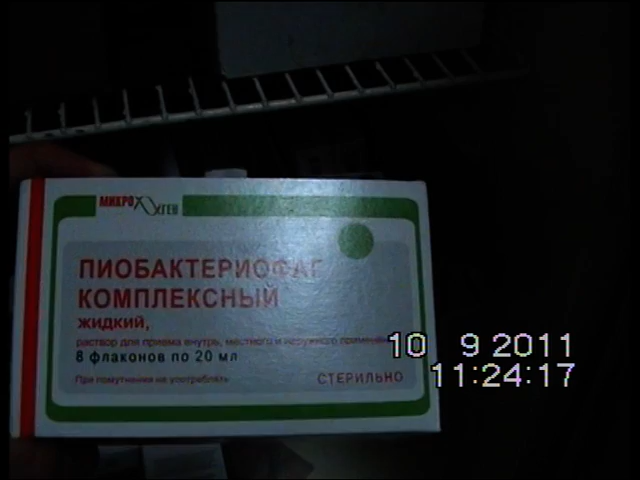 МИКРОГЕН
ПИОБАКТЕРИОФАГ
КОМПЛЕКСНЫЙ
жидкий,
раствор для приема внутрь, местного и наружного применения
8 флаконов по 20 мл
При помутнении не употреблять
СТЕРИЛЬНО
10 9 2011
11:24:17